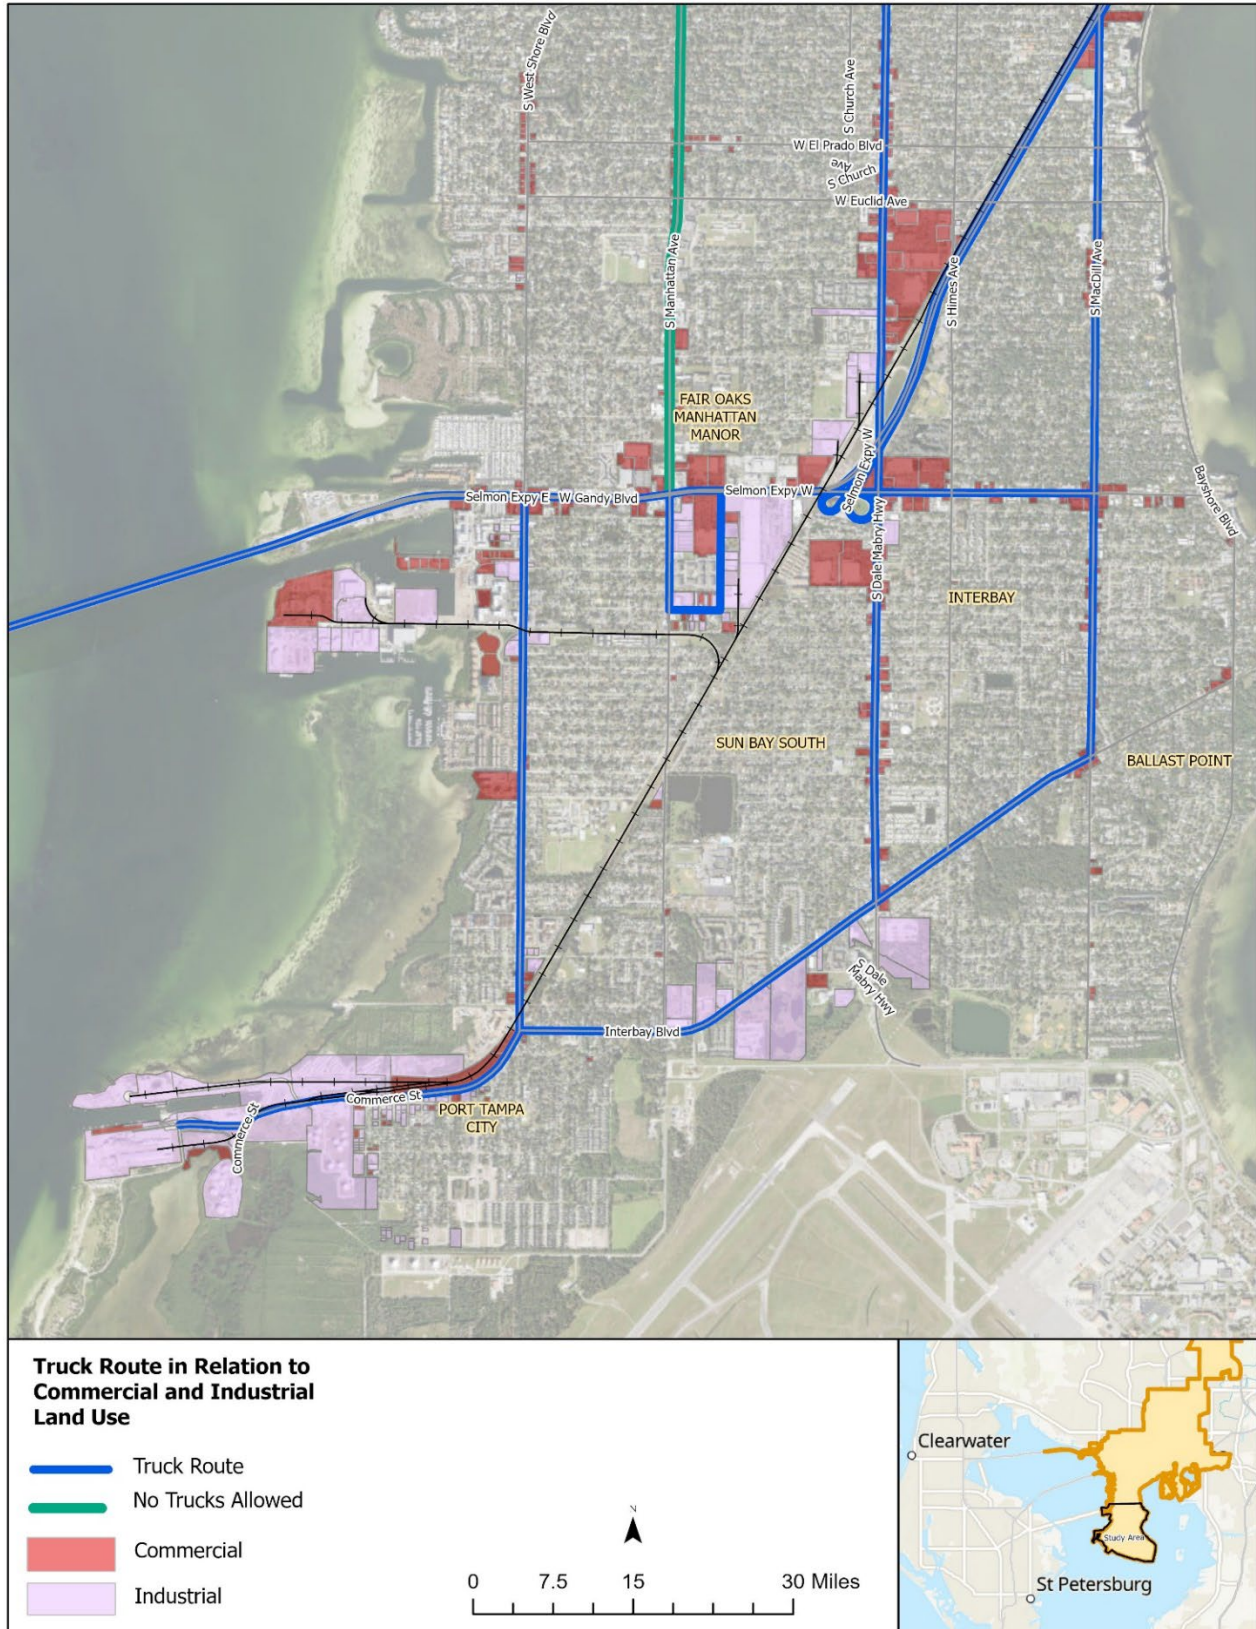 S West Shore Blvd
S Church Ave
W El Prado Blvd
S Church
Ave
W Euclid Ave
S Manhattan Ave
S Himes Ave
S MacDill Ave
FAIR OAKS
MANHATTAN
MANOR
Selmon Expy E
W Gandy Blvd
Selmon Expy W
Selmon Expy W
Bayshore Blvd
S Dale Mabry Hwy
INTERBAY
SUN BAY SOUTH
BALLAST POINT
S Dale
Mabry Hwy
Interbay Blvd
Commerce St
Commerce St
PORT TAMPA
CITY
Truck Route in Relation to
Commercial and Industrial
Land Use
Truck Route
No Trucks Allowed
Commercial
Industrial
N
0 7.5 15 30 Miles
Clearwater
Study Area
St Petersburg